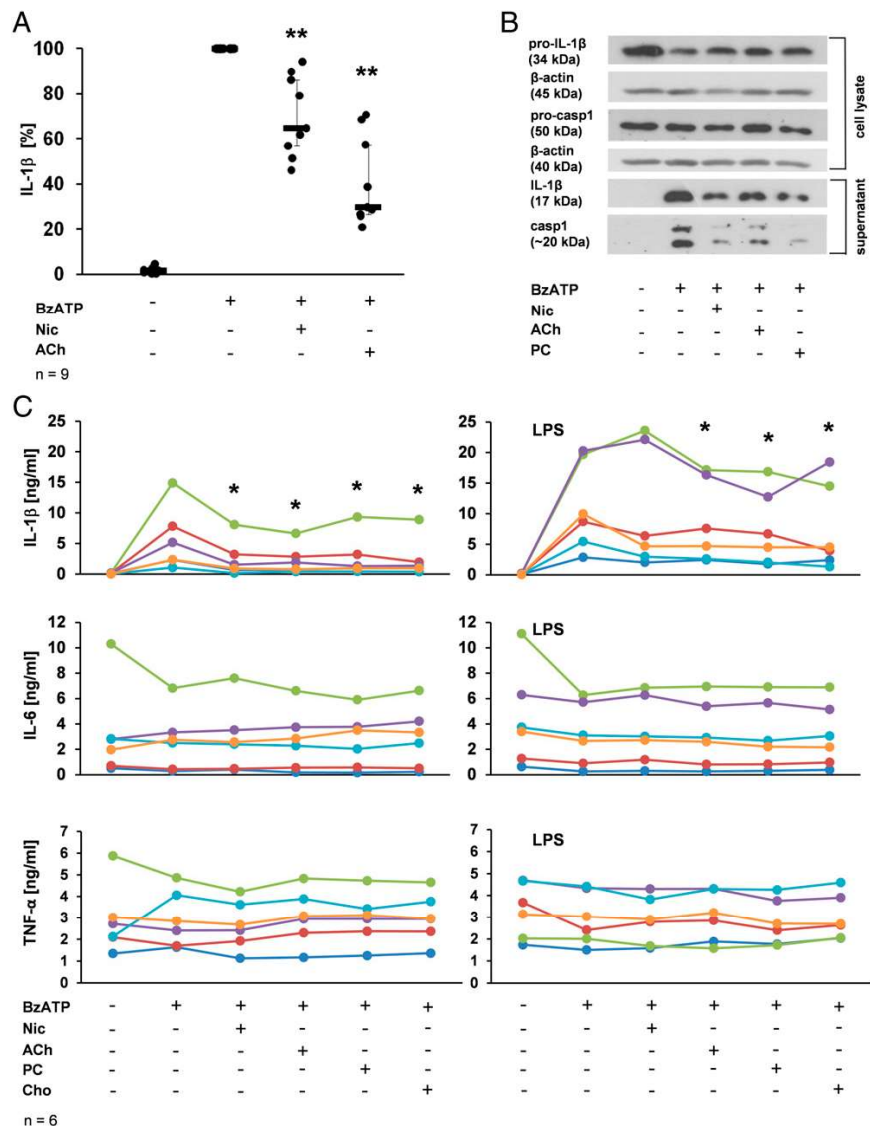 A
100
80
60
40
20
0
IL-1β [%]
**
**
BzATP - + + +
Nic - - + -
ACh - - - +
n = 9
B
pro-IL-1β
(34 kDa)
β-actin
(45 kDa)
pro-casp1
(50 kDa)
β-actin
(40 kDa)
IL-1β
(17 kDa)
casp1
(~20 kDa)
cell lysate
supernatant
BzATP - + + + +
Nic - - + - -
ACh - - - + -
PC - - - - +
C
IL-1β [ng/ml]
25
20
15
10
5
0
* * * *
LPS
25
20
15
10
5
0
* * *
IL-6 [ng/ml]
12
10
8
6
4
2
0
LPS
12
10
8
6
4
2
0
TNF-α [ng/ml]
7
6
5
4
3
2
1
0
LPS
7
6
5
4
3
2
1
0
BzATP - + + + + + - + + + + +
Nic - - + - - - - - + - - -
ACh - - - + - - - - - + - -
PC - - - - + - - - - - + -
Cho - - - - - + - - - - - +
n = 6